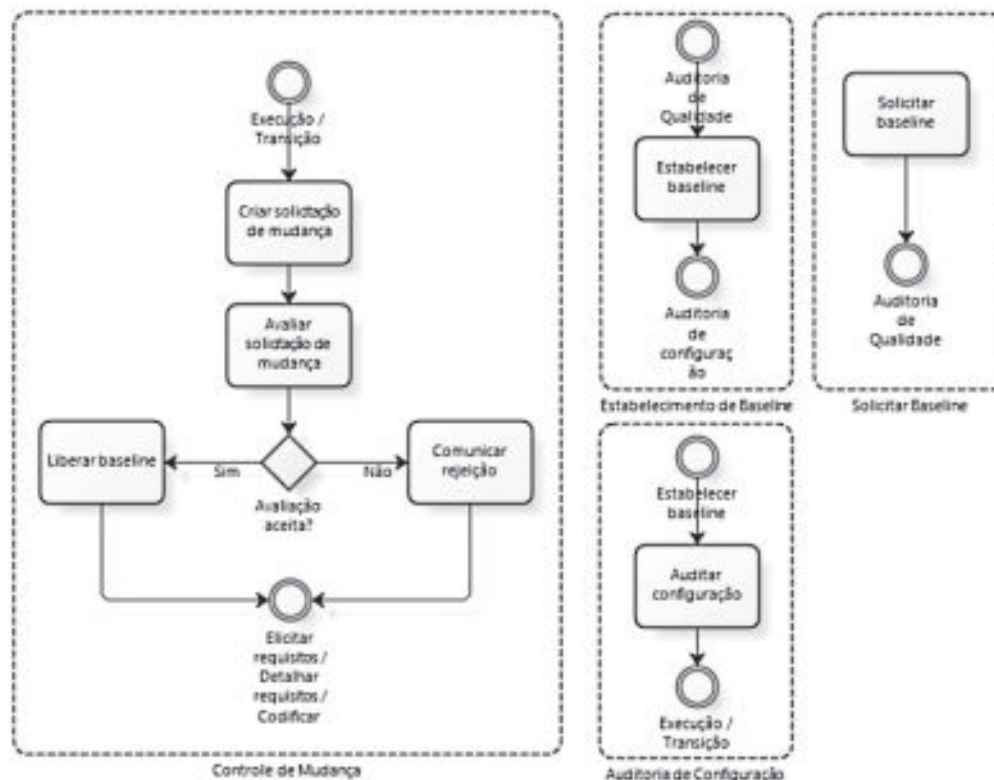 Execução /
Transição
Criar solicitação
de mudança
Avaliar
solicitação de
mudança
Liberar baseline
Sim
Não
Comunicar
rejeição
Avaliação
aceita?
Elicitar
requisitos /
Detalhar
requisitos /
Codificar
Controle de Mudança
Auditoria
de
Qualidade
Estabelecer
baseline
Auditoria
de
configuraç
ão
Estabelecimento de Baseline
Solicitar
baseline
Auditoria
de
Qualidade
Solicitar Baseline
Estabelecer
baseline
Auditar
configuração
Execução /
Transição
Auditoria de Configuração